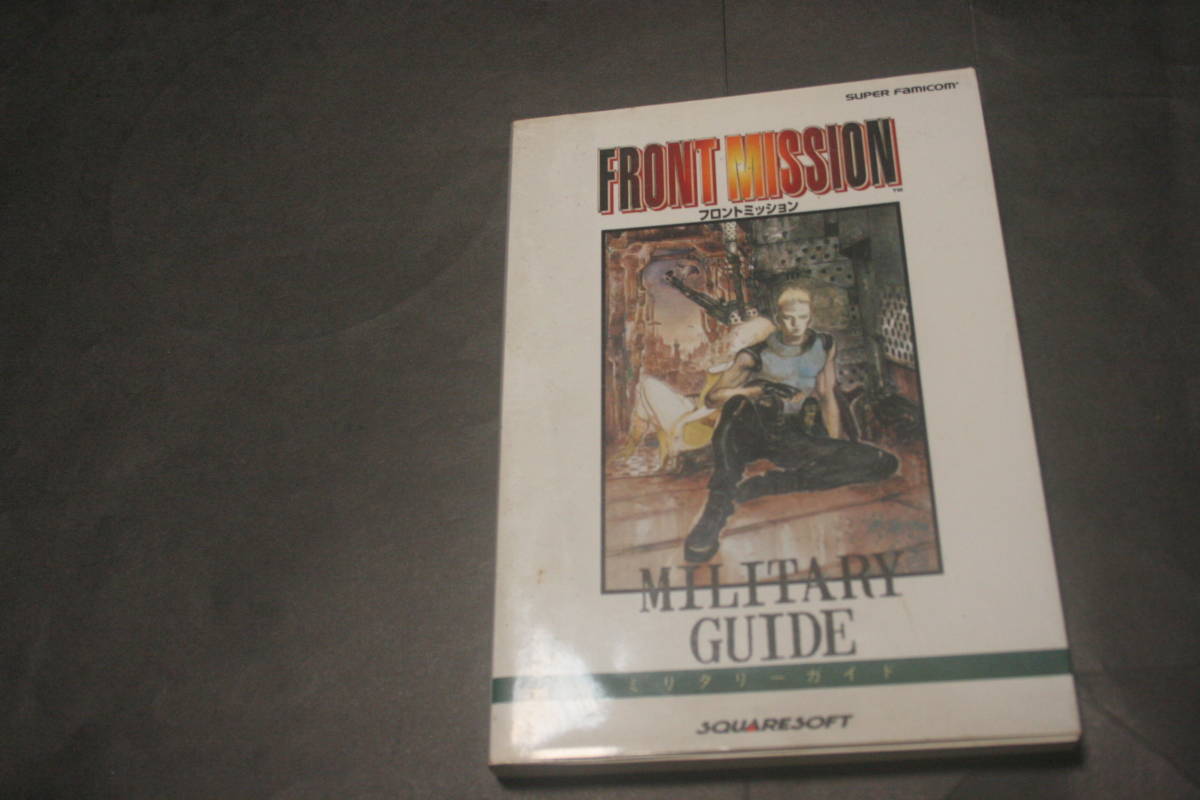 SUPER FAMICOM
FRONT MISSION™
フロントミッション
MILITARY
GUIDE
ミリタリーガイド
SQUARESOFT